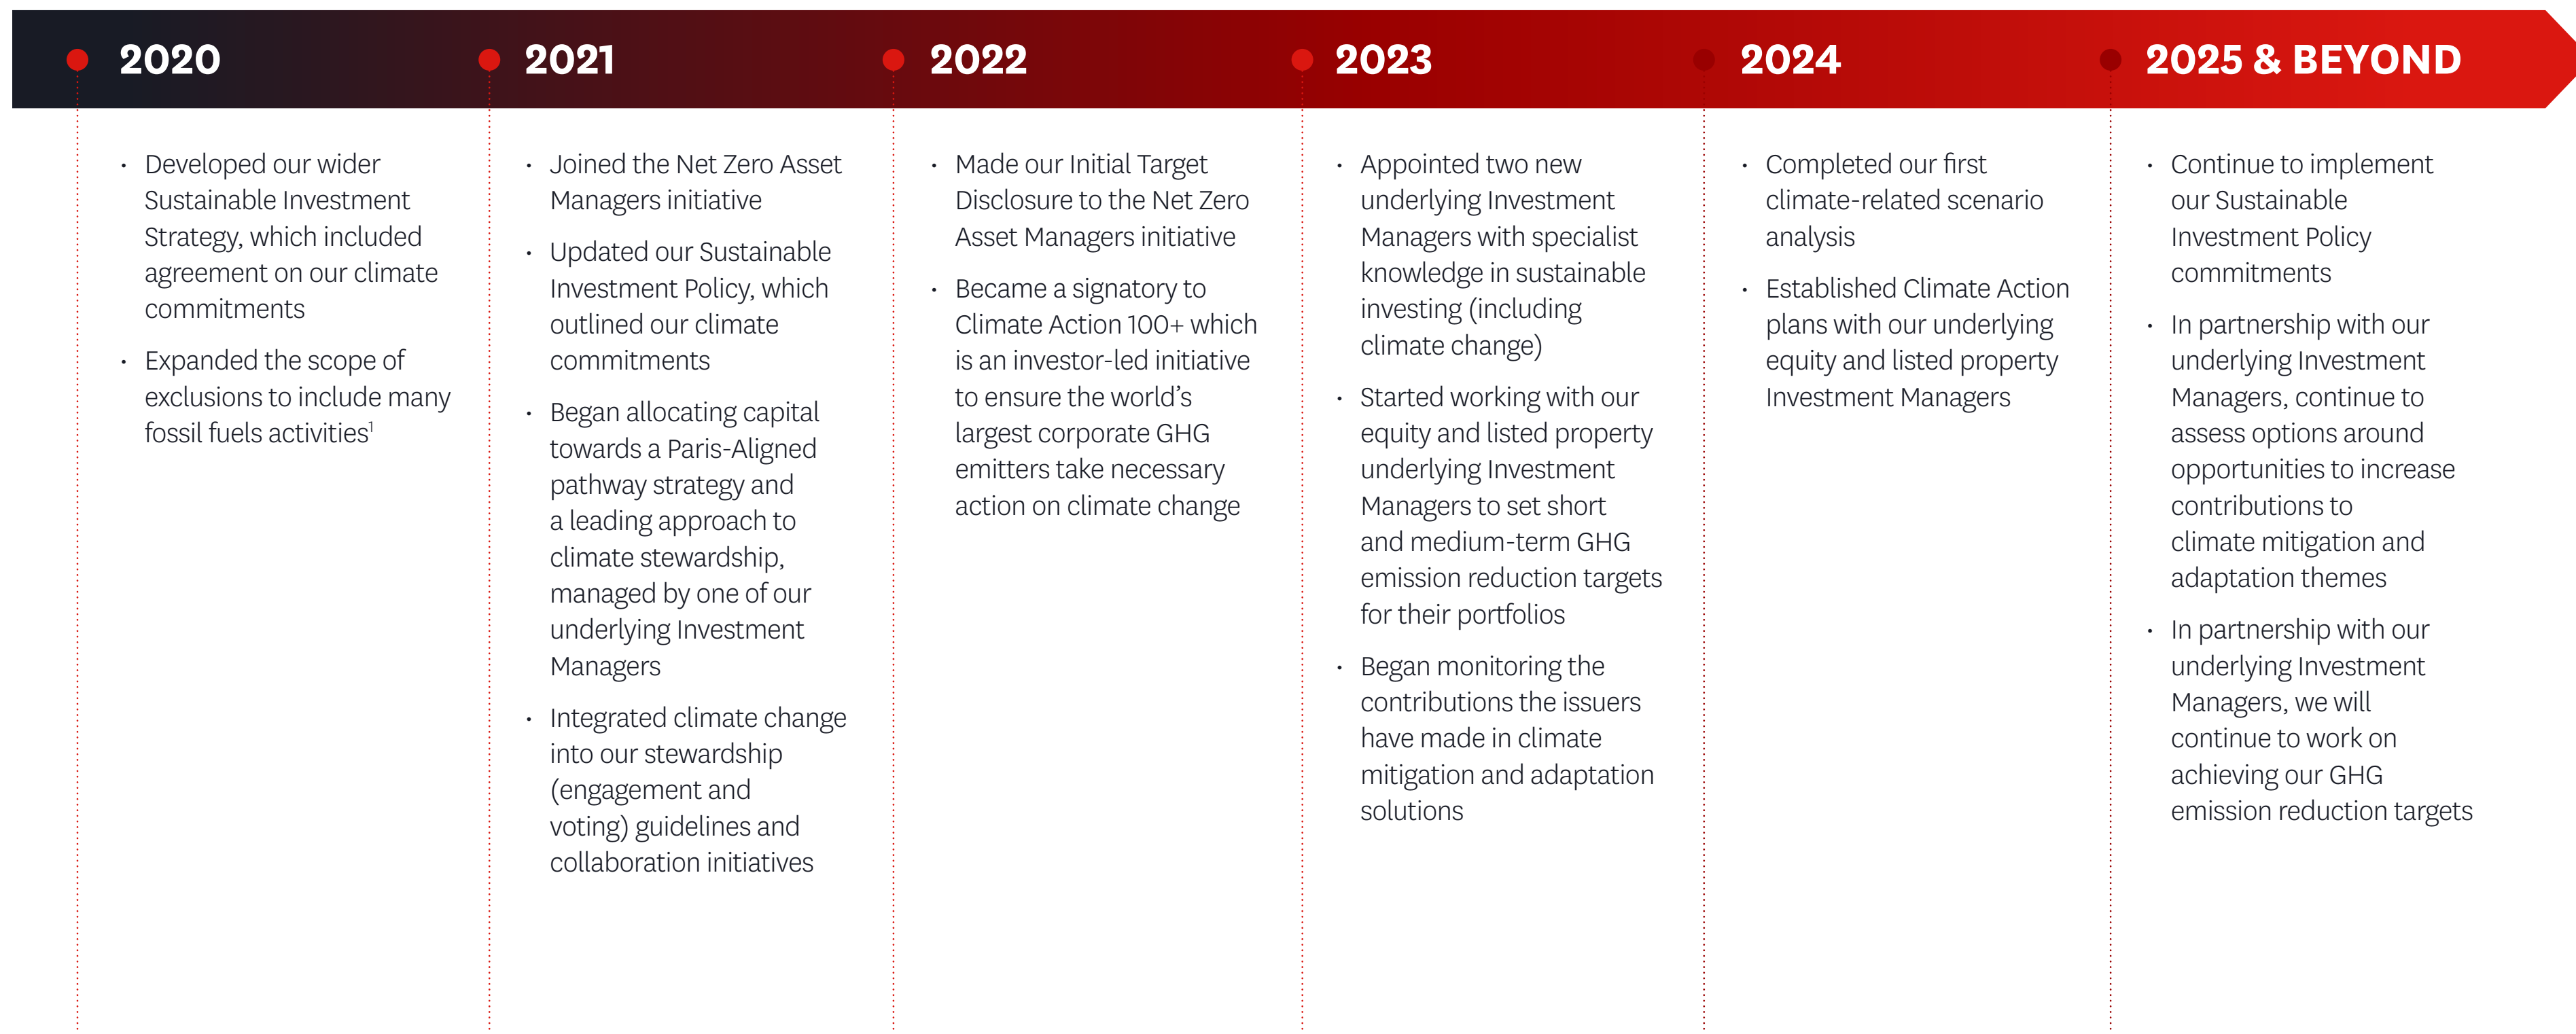 2020
• Developed our wider
Sustainable Investment
Strategy, which included
agreement on our climate
commitments
• Expanded the scope of
exclusions to include many
fossil fuels activities¹
2021
• Joined the Net Zero Asset
Managers initiative
• Updated our Sustainable
Investment Policy, which
outlined our climate
commitments
• Began allocating capital
towards a Paris-Aligned
pathway strategy and
a leading approach to
climate stewardship,
managed by one of our
underlying Investment
Managers
• Integrated climate change
into our stewardship
(engagement and
voting) guidelines and
collaboration initiatives
2022
• Made our Initial Target
Disclosure to the Net Zero
Asset Managers initiative
• Became a signatory to
Climate Action 100+ which
is an investor-led initiative
to ensure the world’s
largest corporate GHG
emitters take necessary
action on climate change
2023
• Appointed two new
underlying Investment
Managers with specialist
knowledge in sustainable
investing (including
climate change)
• Started working with our
equity and listed property
underlying Investment
Managers to set short
and medium-term GHG
emission reduction targets
for their portfolios
• Began monitoring the
contributions the issuers
have made in climate
mitigation and adaptation
solutions
2024
• Completed our first
climate-related scenario
analysis
• Established Climate Action
plans with our underlying
equity and listed property
Investment Managers
2025 & BEYOND
• Continue to implement
our Sustainable
Investment Policy
commitments
• In partnership with our
underlying Investment
Managers, continue to
assess options around
opportunities to increase
contributions to
climate mitigation and
adaptation themes
• In partnership with our
underlying Investment
Managers, we will
continue to work on
achieving our GHG
emission reduction targets